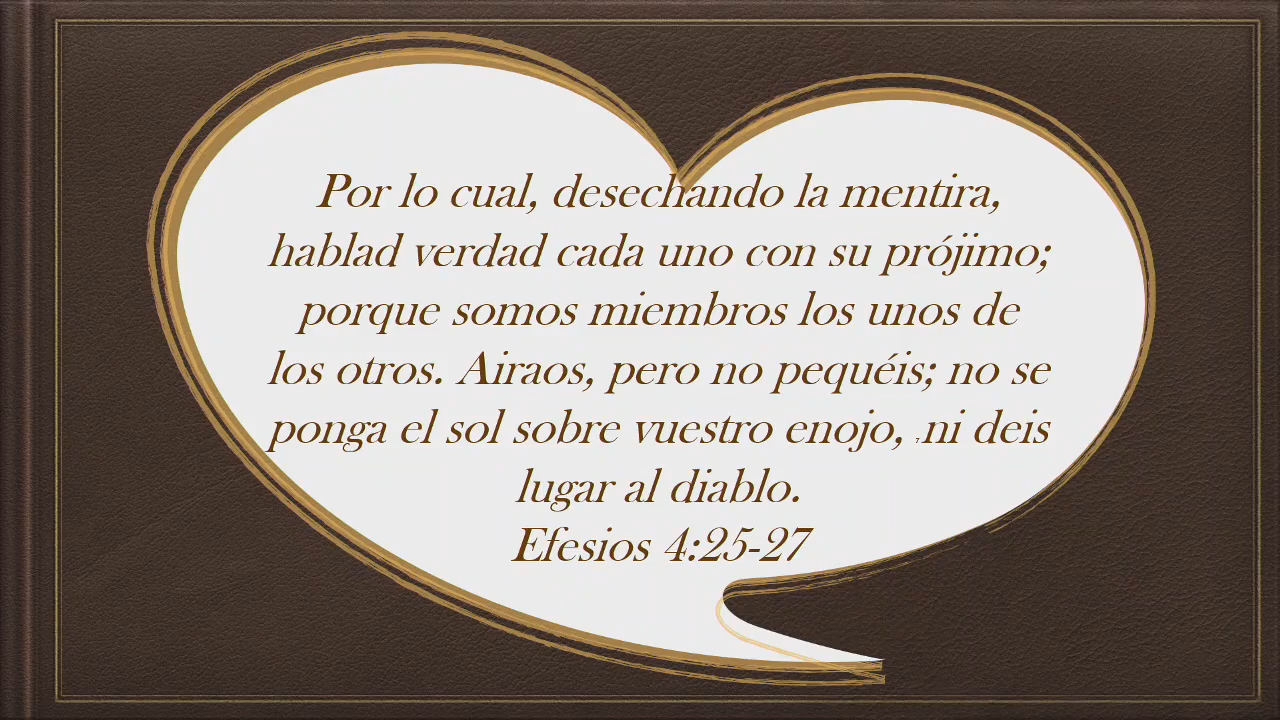 Por lo cual, desechando la mentira,
hablad verdad cada uno con su prójimo;
porque somos miembros los unos de
los otros. Airaos, pero no pequéis; no se
ponga el sol sobre vuestro enojo, ,ni deis
lugar al diablo.
Efesios 4:25-27